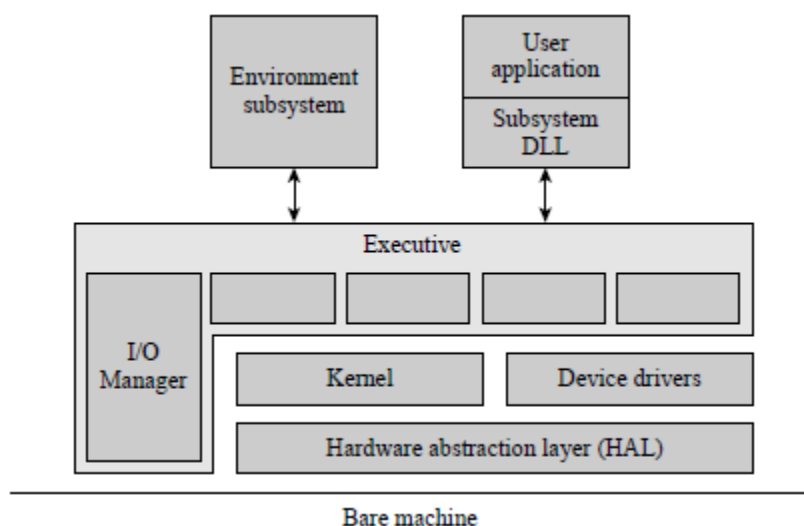 Environment
subsystem
User
application
Subsystem
DLL
Executive
I/O
Manager
Kernel
Device drivers
Hardware abstraction layer (HAL)
Bare machine